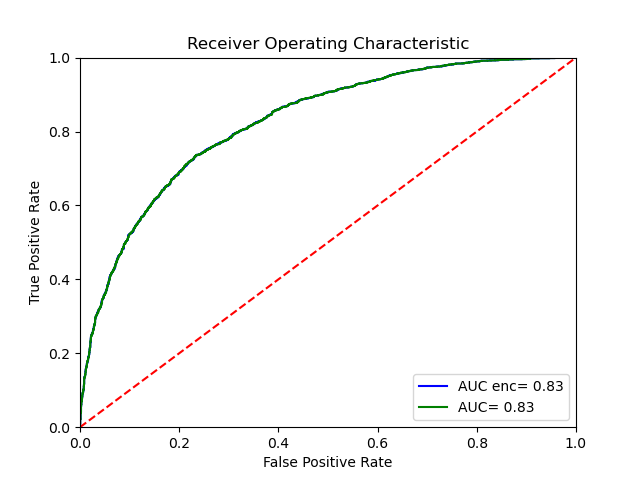 Receiver Operating Characteristic
1.0
0.8
0.6
0.4
0.2
0.0
True Positive Rate
AUC enc= 0.83
AUC= 0.83
0.0 0.2 0.4 0.6 0.8 1.0
False Positive Rate